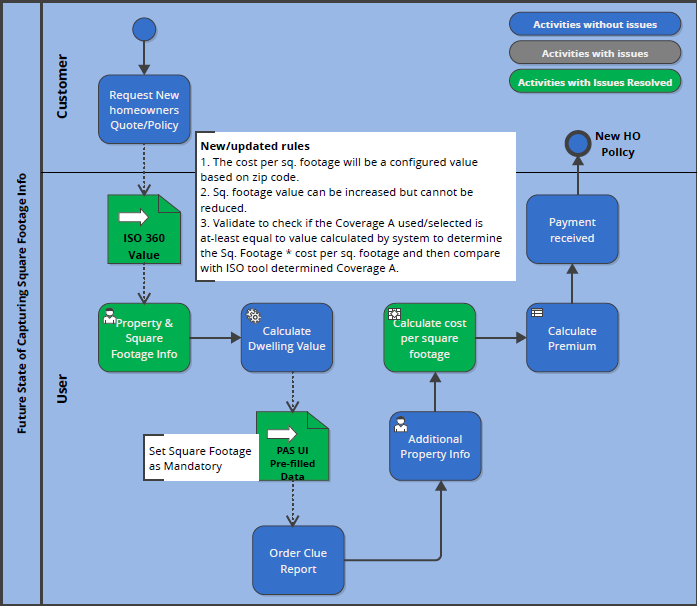 Future State of Capturing Square Footage Info
Customer
User
Activities without issues
Activities with issues
Activities with Issues Resolved
Request New
homeowners
Quote/Policy
New/updated rules
1. The cost per sq. footage will be a configured value
based on zip code.
2. Sq. footage value can be increased but cannot be
reduced.
3. Validate to check if the Coverage A used/selected is
at-least equal to value calculated by system to determine
the Sq. Footage * cost per sq. footage and then compare
with ISO tool determined Coverage A.
New HO
Policy
ISO 360
Value
Payment
received
Property &
Square
Footage Info
Calculate
Dwelling Value
Calculate cost
per square
footage
Calculate
Premium
Set Square Footage
as Mandatory
PAS UI
Pre-filled
Data
Additional
Property Info
Order Clue
Report